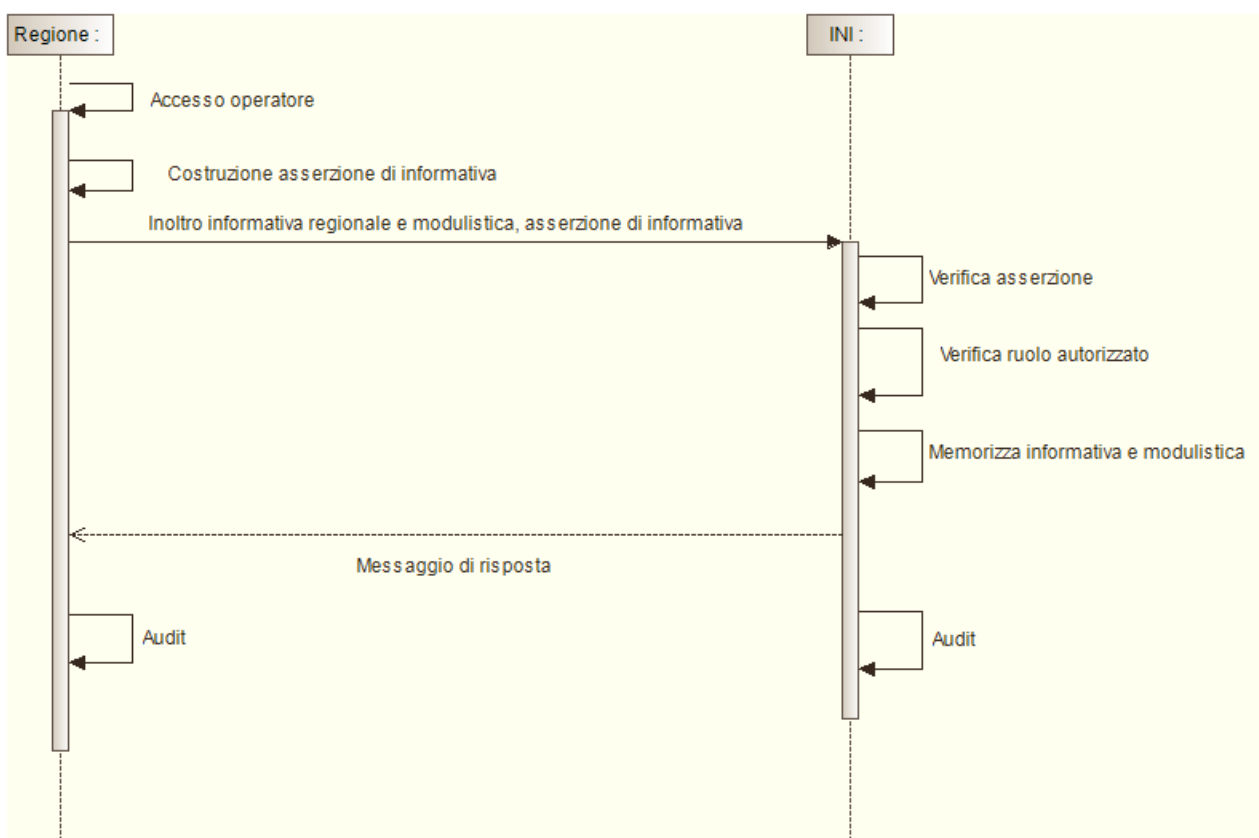 Regione :
INI :
Accesso operatore
Costruzione asserzione di informativa
Inoltro informativa regionale e modulistica, asserzione di informativa
Verifica asserzione
Verifica ruolo autorizzato
Memorizza informativa e modulistica
Messaggio di risposta
Audit
Audit